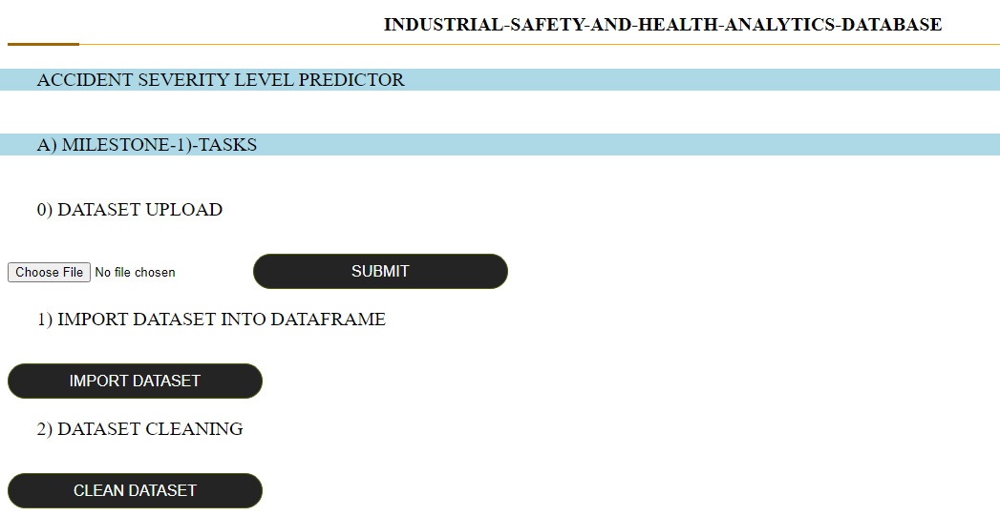 INDUSTRIAL-SAFETY-AND-HEALTH-ANALYTICS-DATABASE
ACCIDENT SEVERITY LEVEL PREDICTOR
A) MILESTONE-1)-TASKS
0) DATASET UPLOAD
Choose File No file chosen SUBMIT
1) IMPORT DATASET INTO DATAFRAME
IMPORT DATASET
2) DATASET CLEANING
CLEAN DATASET